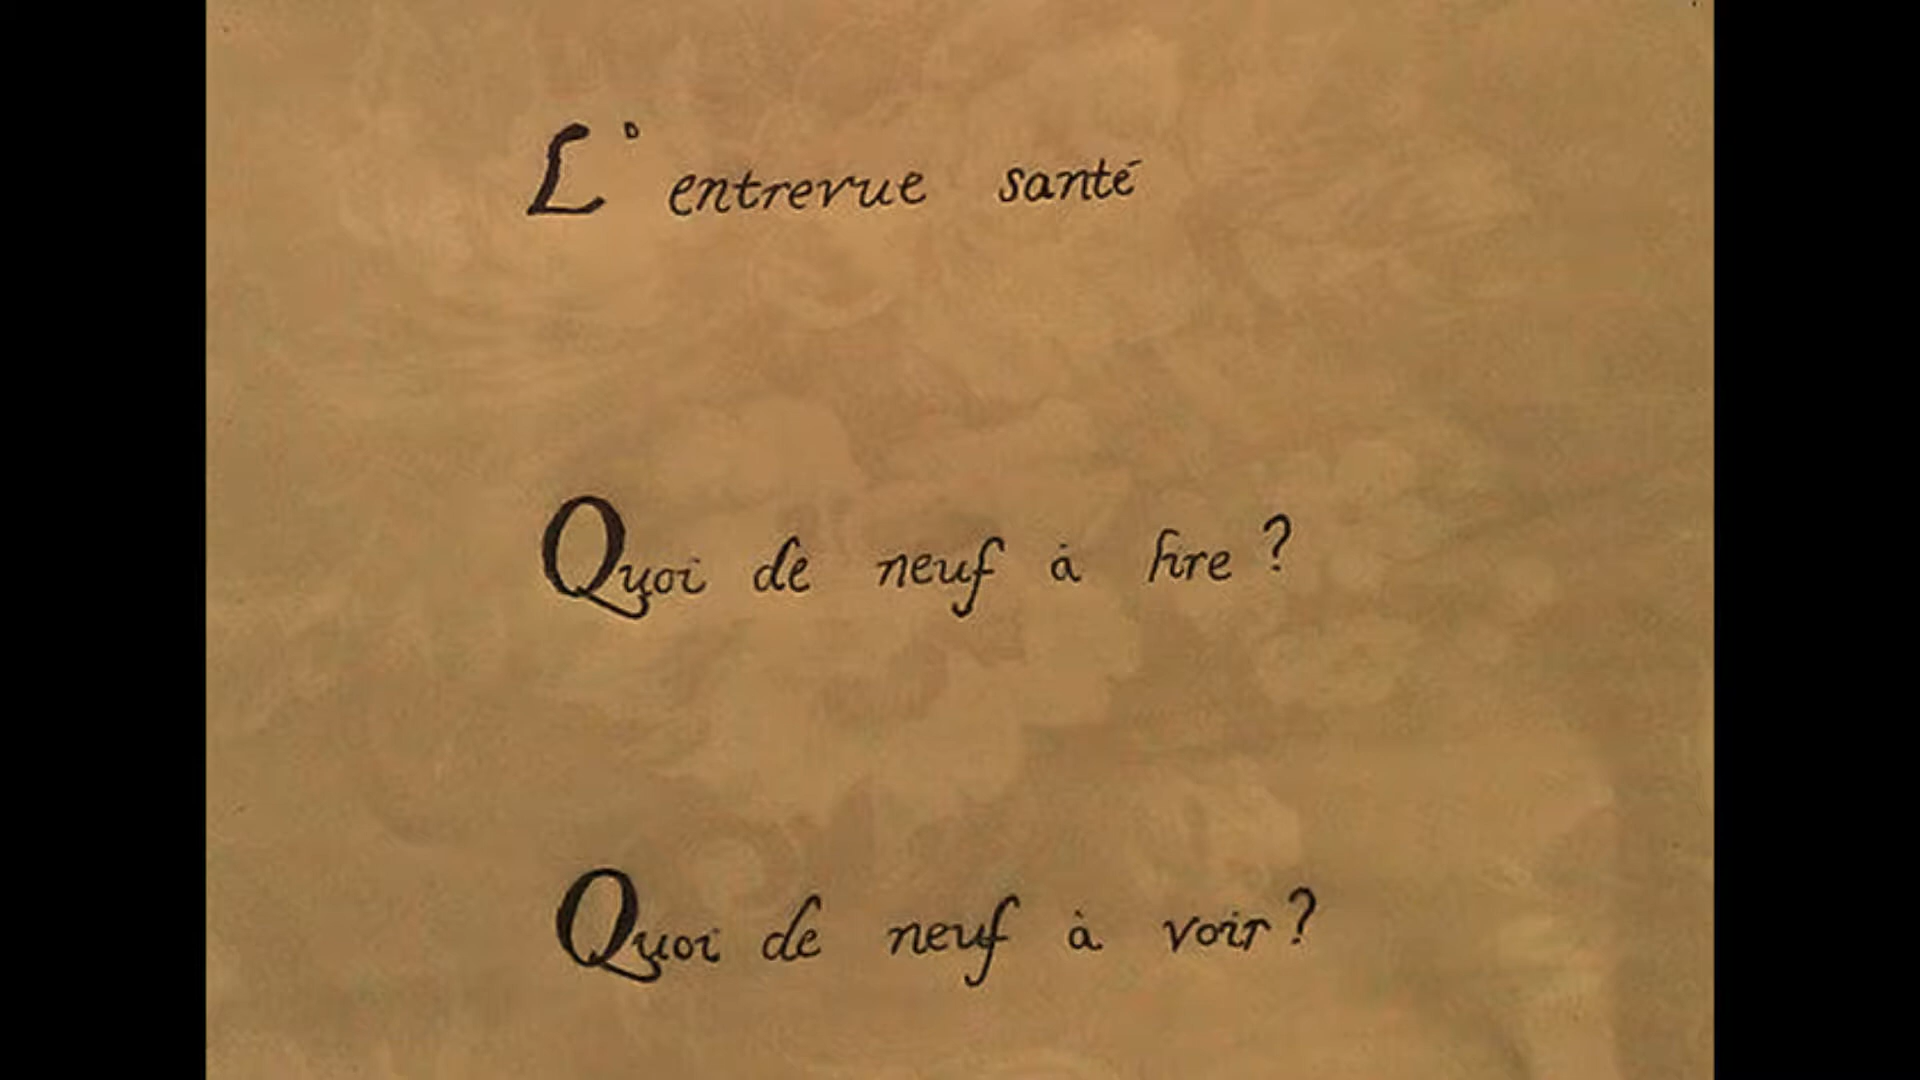 L'entrevue santé
Quoi de neuf à lire ?
Quoi de neuf à voir ?